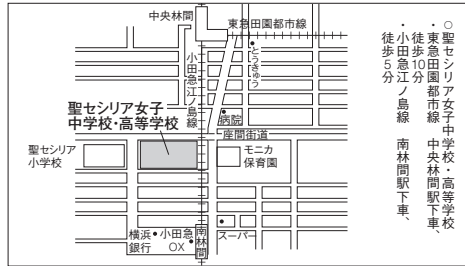 ○聖セシリア女子中学校・高等学校
・東急田園都市線 中央林間駅下車、
徒歩10分
・小田急江ノ島線 南林間駅下車、
徒歩5分
中央林間
東急田園都市線
とうきゅう
小田急江ノ島線
病院
座間街道
聖セシリア女子
中学校・高等学校
聖セシリア
小学校
モニカ
保育園
横浜
銀行
小田急
OX
南林間
スーパー